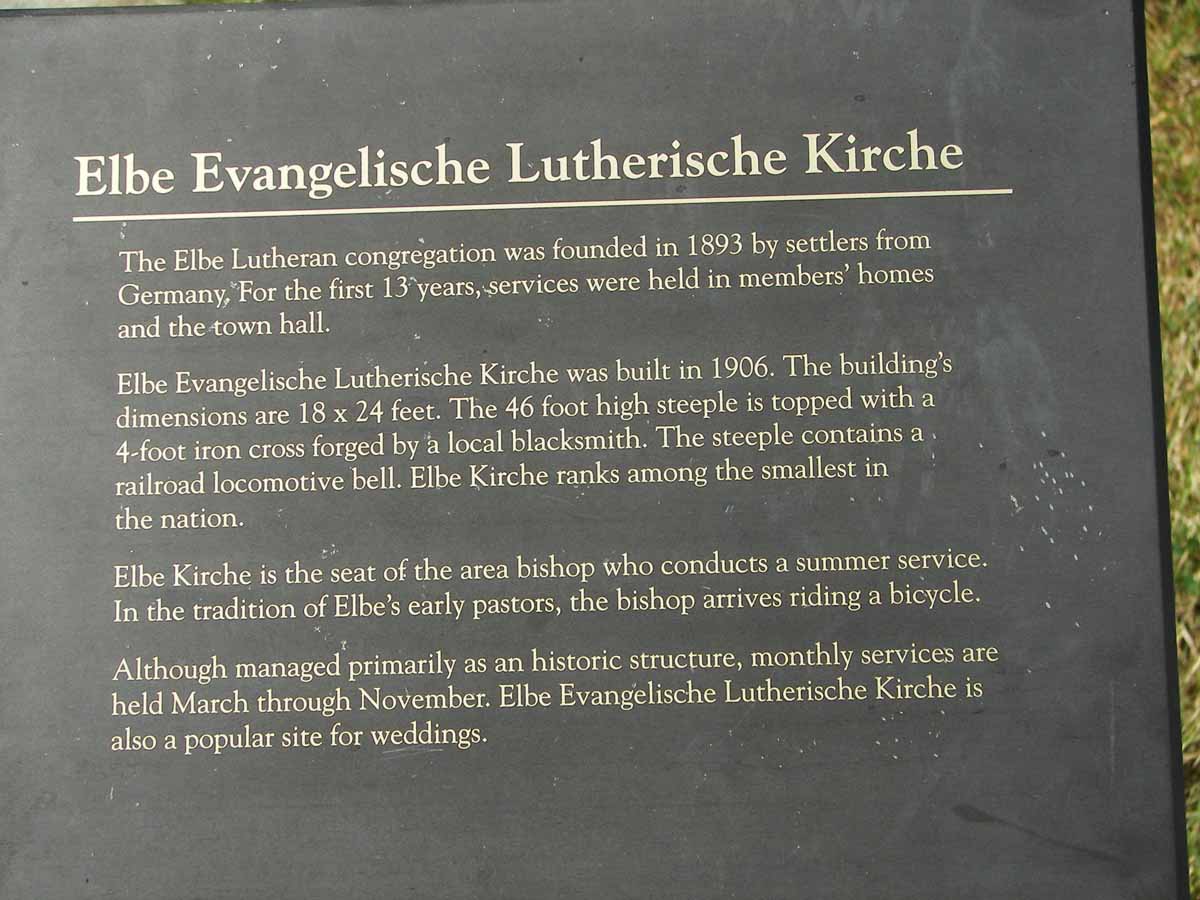 Elbe Evangelische Lutherische Kirche
The Elbe Lutheran congregation was founded in 1893 by settlers from
Germany. For the first 13 years, services were held in members' homes
and the town hall.
Elbe Evangelische Lutherische Kirche was built in 1906. The building's
dimensions are 18 x 24 feet. The 46 foot high steeple is topped with a
4-foot iron cross forged by a local blacksmith. The steeple contains a
railroad locomotive bell. Elbe Kirche ranks among the smallest in
the nation.
Elbe Kirche is the seat of the area bishop who conducts a summer service.
In the tradition of Elbe's early pastors, the bishop arrives riding a bicycle.
Although managed primarily as an historic structure, monthly services are
held March through November. Elbe Evangelische Lutherische Kirche is
also a popular site for weddings.